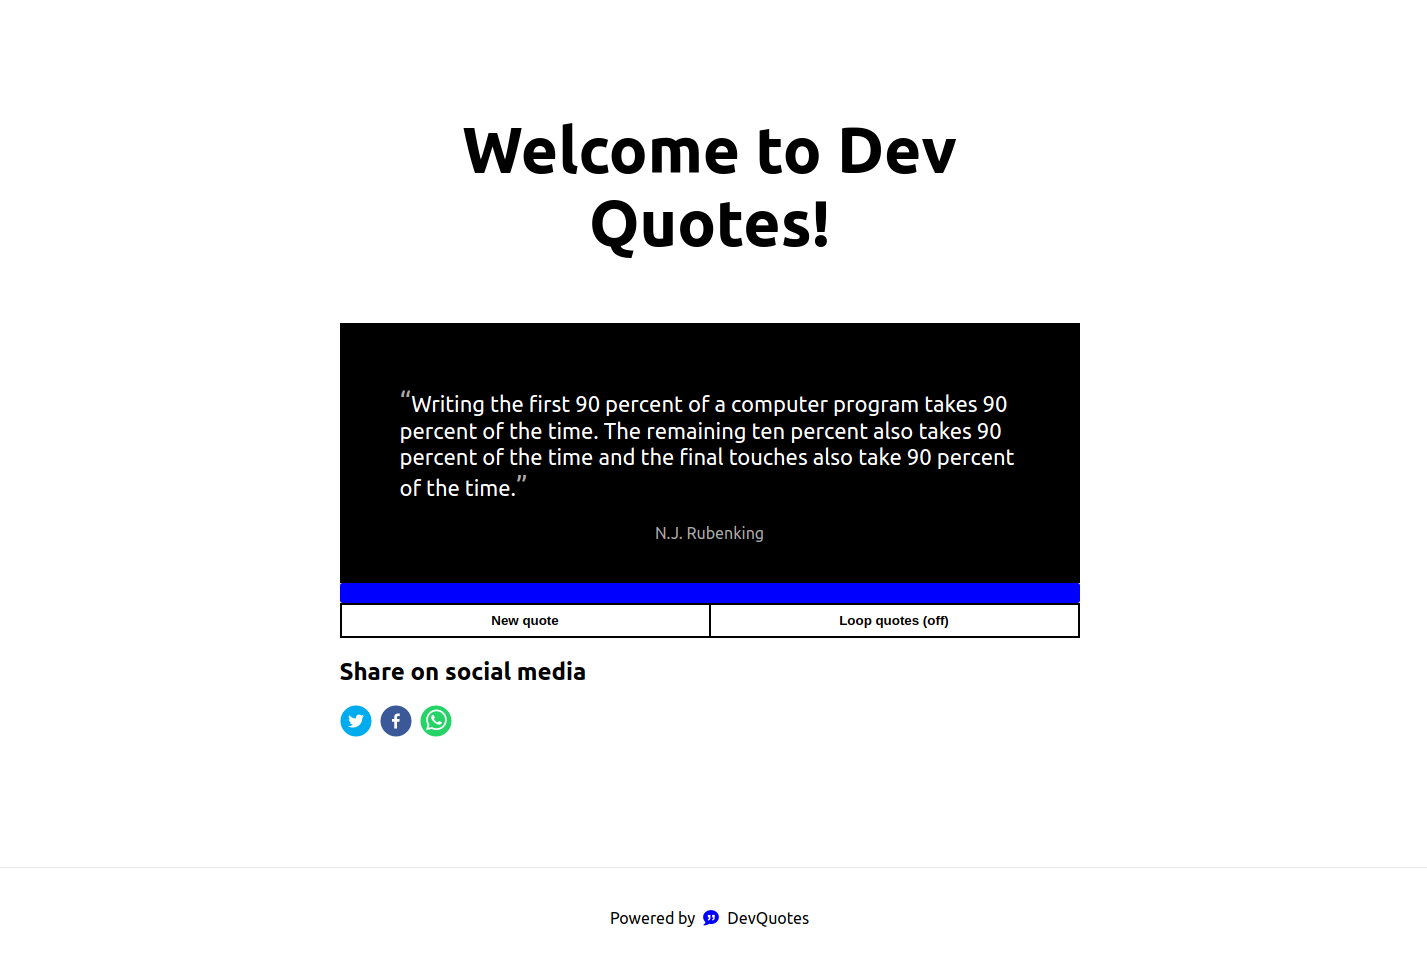 Welcome to Dev
Quotes!
“Writing the first 90 percent of a computer program takes 90
percent of the time. The remaining ten percent also takes 90
percent of the time and the final touches also take 90 percent
of the time.”
N.J. Rubenking
New quote
Loop quotes (off)
Share on social media
Powered by DevQuotes